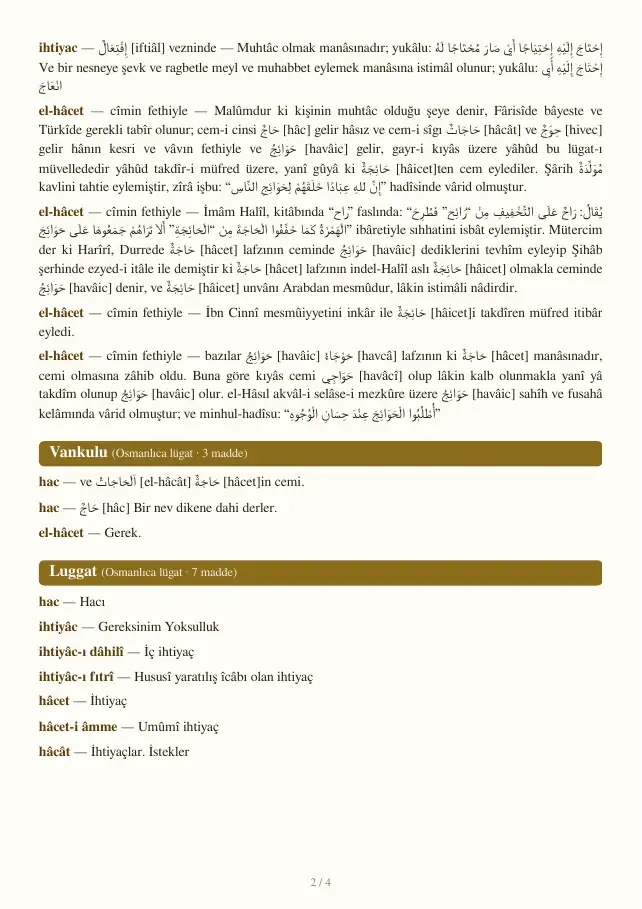 ihtiyac — إِفْتِعَالٌ [iftiâl] vezninde — Muhtâc olmak manâsınadır; yukâlu: إِحْتَاجَ إِلَيْهِ إِحْتِيَاجًا أَيْ صَارَ مُحْتَاجًا لَهُ
Ve bir nesneye şevk ve ragbetle meyl ve muhabbet eylemek manâsına istimâl olunur; yukâlu: إِحْتَاجَ إِلَيْهِ أَيِ
انْعَاجَ
el-hâcet — cîmin fethiyle — Malûmdur ki kişinin muhtâc olduğu şeye denir, Fârisîde bâyeste ve
Türkîde gerekli tabîr olunur; cem-i cinsi حَاجٌ [hâc] gelir hâsız ve cem-i sîgı حَاجَاتٌ [hâcât] ve حِوَجٌ [hivec]
gelir hânın kesri ve vâvın fethiyle ve حَوَائِجُ [havâic] gelir, gayr-i kıyâs üzere yâhûd bu lügat-ı
müvellededir yâhûd takdîr-i müfred üzere, yanî gûyâ ki حَائِجَةٌ [hâicet]ten cem eylediler. Şârih مُوَلَّدَةٌ
kavlini tahtie eylemiştir, zîrâ işbu: “إِنَّ للهِ عِبَادًا خَلَقَهُمْ لِحَوَائِجِ النَّاسِ” hadîsinde vârid olmuştur.
el-hâcet — cîmin fethiyle — İmâm Halîl, kitâbında “راح” faslında: يُقَالُ: رَاحٌ عَلَى التَّخْفِيفِ مِنْ “رَائِحٍ” فَطُرِحَ
الْهَمْزَةُ كَمَا خَفَّفُوا الْحَاجَةَ مِنَ “الْحَائِجَةِ” أَلَا تَرَاهُمْ جَمَعُوهَا عَلَى حَوَائِجَ” ibâretiyle sıhhatini isbât eylemiştir. Mütercim
der ki Harîrî, Durrede حَاجَةٌ [hâcet] lafzının ceminde حَوَائِجُ [havâic] dediklerini tevhîm eyleyip Şihâb
şerhinde ezyed-i itâle ile demiştir ki حَاجَةٌ [hâcet] lafzının indel-Halîl aslı حَائِجَةٌ [hâicet] olmakla ceminde
حَوَائِجُ [havâic] denir, ve حَائِجَةٌ [hâicet] unvânı Arabdan mesmûdur, lâkin istimâli nâdirdir.
el-hâcet — cîmin fethiyle — İbn Cinnî mesmûiyyetini inkâr ile حَائِجَةٌ [hâicet]i takdîren müfred itibâr
eyledi.
el-hâcet — cîmin fethiyle — bazılar حَوَائِجُ [havâic] حَوْجَاءُ [havcâ] lafzının ki حَاجَةٌ [hâcet] manâsınadır,
cemi olmasına zâhib oldu. Buna göre kıyâs cemi حَوَاجِي [havâcî] olup lâkin kalb olunmakla yanî yâ
takdîm olunup حَوَائِجُ [havâic] olur. el-Hâsıl akvâl-i selâse-i mezkûre üzere حَوَائِجُ [havâic] sahîh ve fusahâ
kelâmında vârid olmuştur; ve minhul-hadîsu: “أُطْلُبُوا الْحَوَائِجَ عِنْدَ حِسَانِ الْوُجُوهِ”
Vankulu (Osmanlıca lügat · 3 madde)
hac — ve اَلْحَاجَاتُ [el-hâcât] حَاجَةٌ [hâcet]in cemi.
hac — حَاجٌ [hâc] Bir nev dikene dahi derler.
el-hâcet — Gerek.
Luggat (Osmanlıca lügat · 7 madde)
hac — Hacı
ihtiyâc — Gereksinim Yoksulluk
ihtiyâc-ı dâhilî — İç ihtiyaç
ihtiyâc-ı fıtrî — Hususî yaratılış îcâbı olan ihtiyaç
hâcet — İhtiyaç
hâcet-i âmme — Umûmî ihtiyaç
hâcât — İhtiyaçlar. İstekler
2 / 4